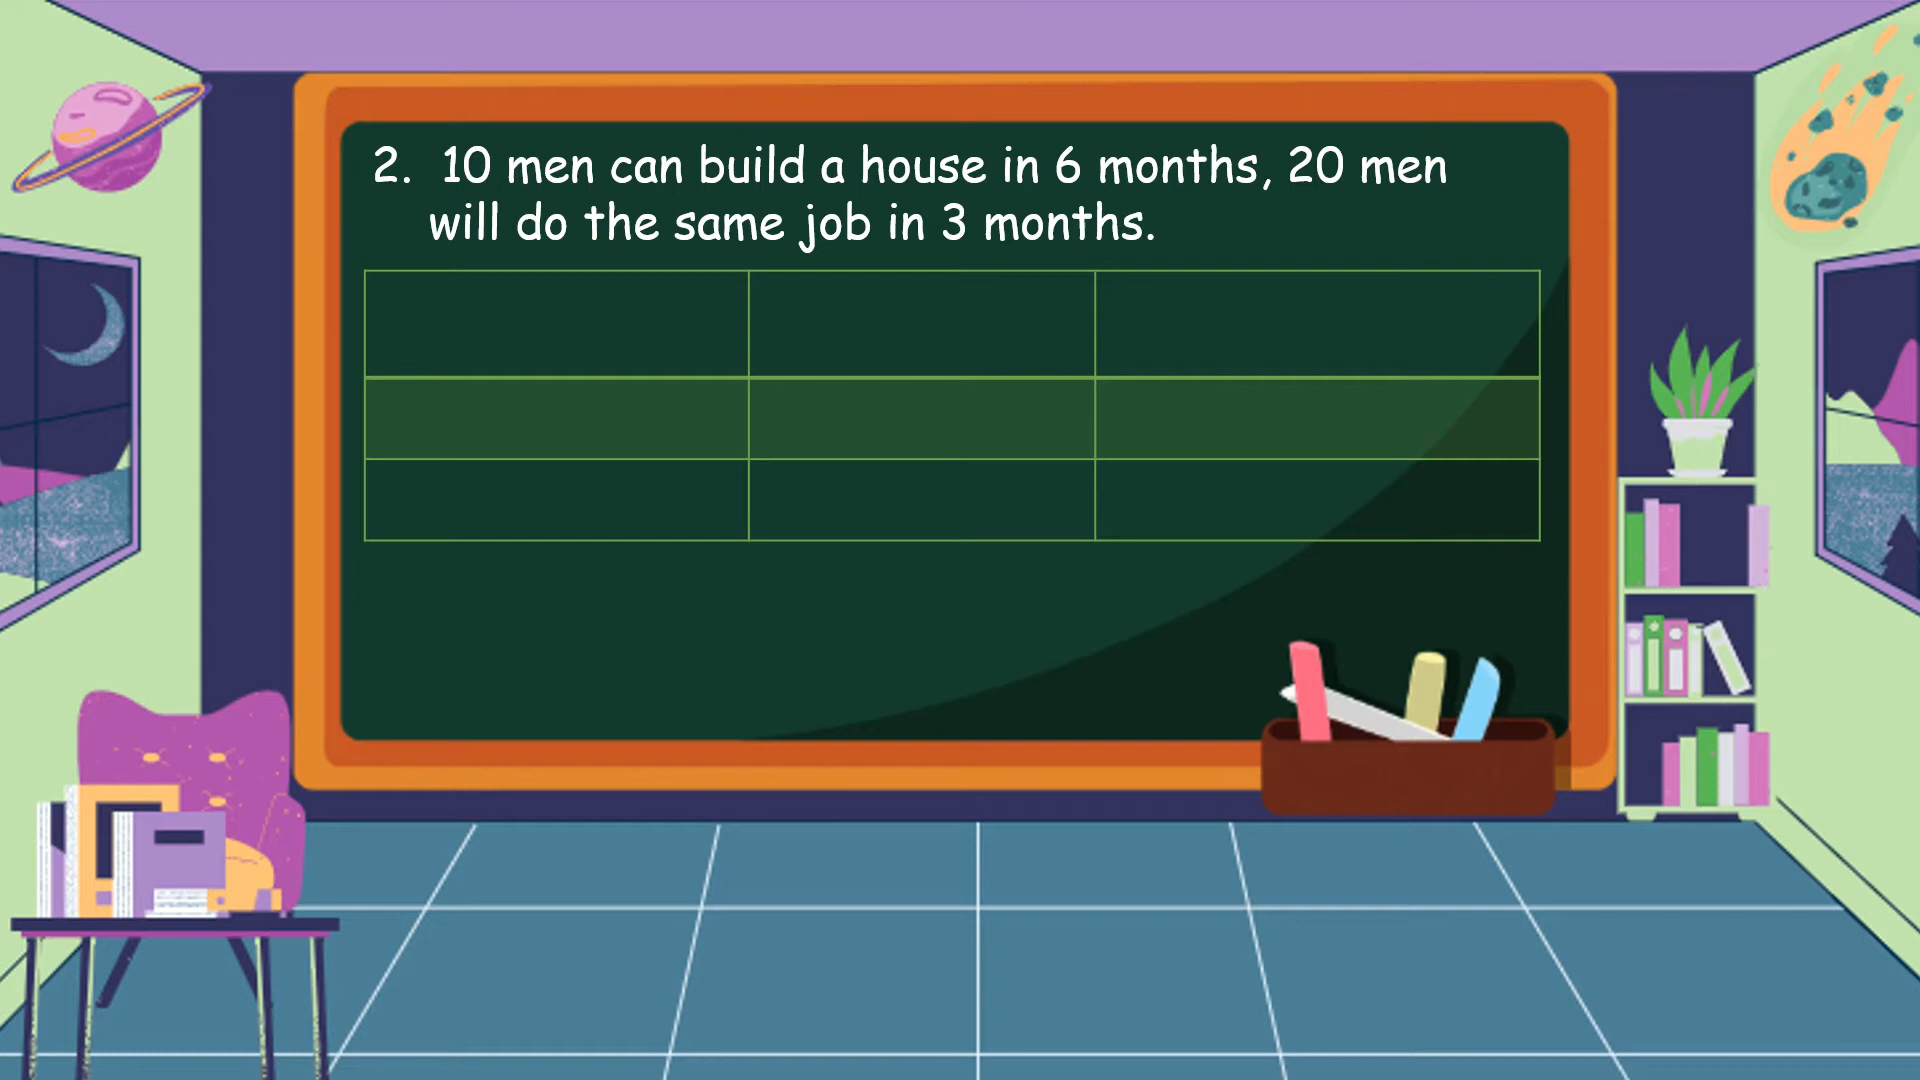 2. 10 men can build a house in 6 months, 20 men
will do the same job in 3 months.